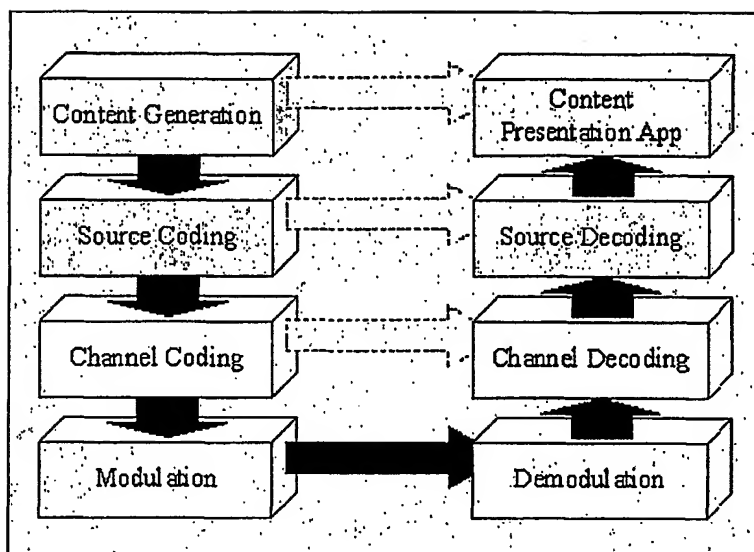 Content Generation
Content
Presentation App
Source Coding
Source Decoding
Channel Coding
Channel Decoding
Modulation
Demodulation